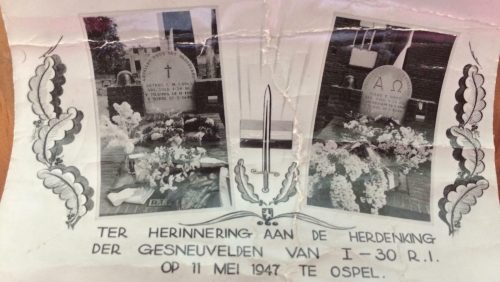 Α Ω
TER HERINNERING AAN DE HERDENKING
DER GESNEUVELDEN VAN I-30 R.I.
OP 11 MEI 1947 TE OSPEL.